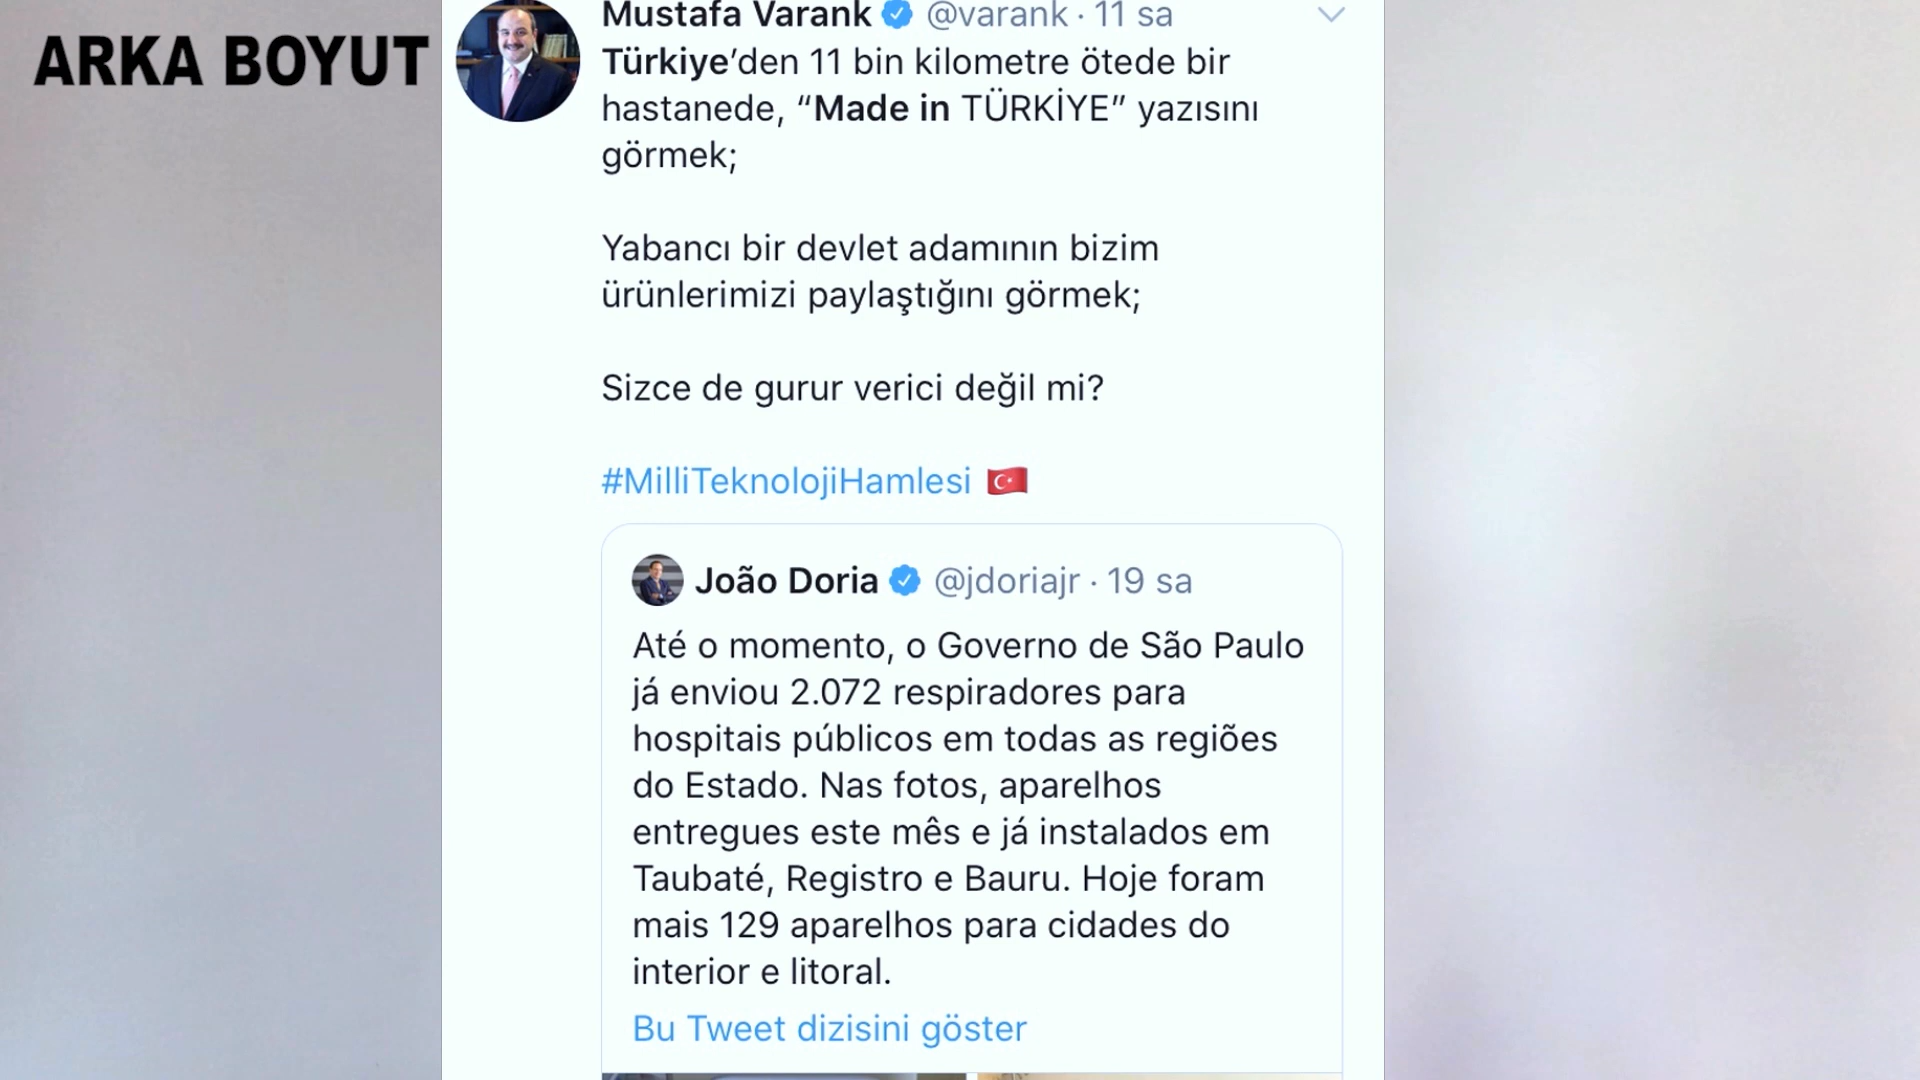 ARKA BOYUT
Mustafa Varank @varank · 11 sa
Türkiye’den 11 bin kilometre ötede bir
hastanede, “Made in TÜRKİYE” yazısını
görmek;
Yabancı bir devlet adamının bizim
ürünlerimizi paylaştığını görmek;
Sizce de gurur verici değil mi?
#MilliTeknolojiHamlesi
João Doria @jdoriajr · 19 sa
Até o momento, o Governo de São Paulo
já enviou 2.072 respiradores para
hospitais públicos em todas as regiões
do Estado. Nas fotos, aparelhos
entregues este mês e já instalados em
Taubaté, Registro e Bauru. Hoje foram
mais 129 aparelhos para cidades do
interior e litoral.
Bu Tweet dizisini göster